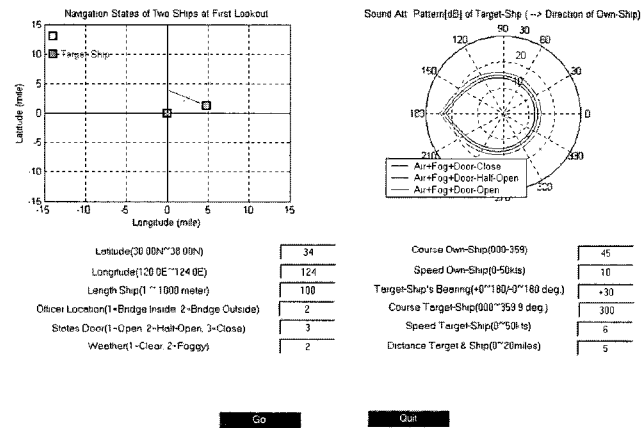 Navigation States of Two SHips at First Lookout
15
10
5
0
-5
-10
-15
Latitude (mile)
Target-Ship
-15 -10 -5 0 5 10 15
Longitude (mile)
Sound Att Pattern[dB] of Target-Shp ( --> Direction of Own-Ship)
90 30
120 60
20
150 30
10
180 0
210 330
300
270
Air+Fog+Door-Close
Air+Fog+Door-Half-Open
Air+Fog+Door-Open
Latitude(30 00N~38 00N) 34
Longitude(120 0E~124 0E) 124
Length Ship(1 ~ 1000 meter) 100
Officer Location(1-Bridge Inside 2-Bridge Outside) 2
States Door(1-Open 2-Half-Open 3-Close) 3
Weather(1-Clear 2-Foggy) 2
Course Own-Ship(000-359) 45
Speed Own-Ship(0-50kts) 10
Target-Ship's Bearing(+0~180/-0~180 deg.) +30
Course Target-Ship(000~359 9 deg.) 300
Speed Target-Ship(0~50kts) 6
Distance Target & Ship(0~20miles) 5
Go Quit